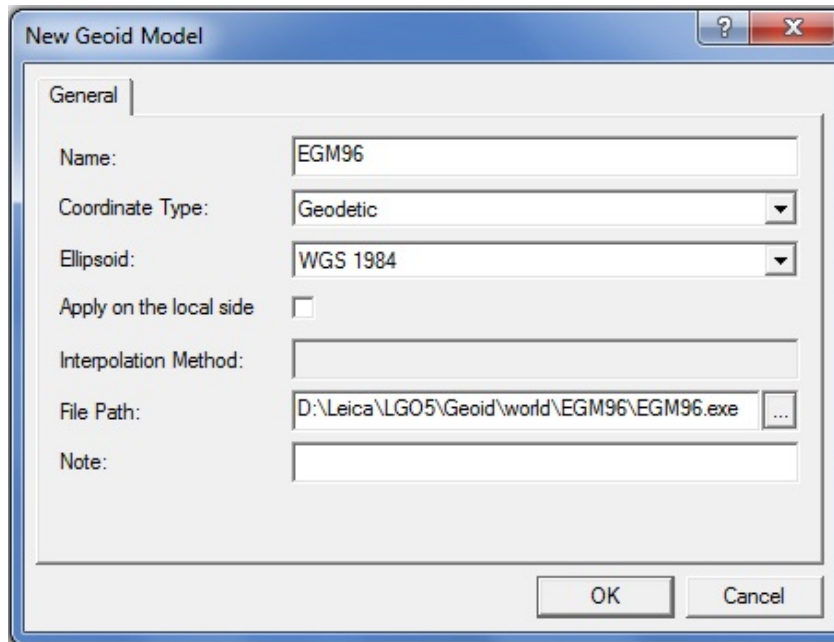 New Geoid Model
General
Name: EGM96
Coordinate Type: Geodetic
Ellipsoid: WGS 1984
Apply on the local side
Interpolation Method:
File Path: D:\Leica\LGO5\Geoid\world\EGM96\EGM96.exe ...
Note:
OK Cancel